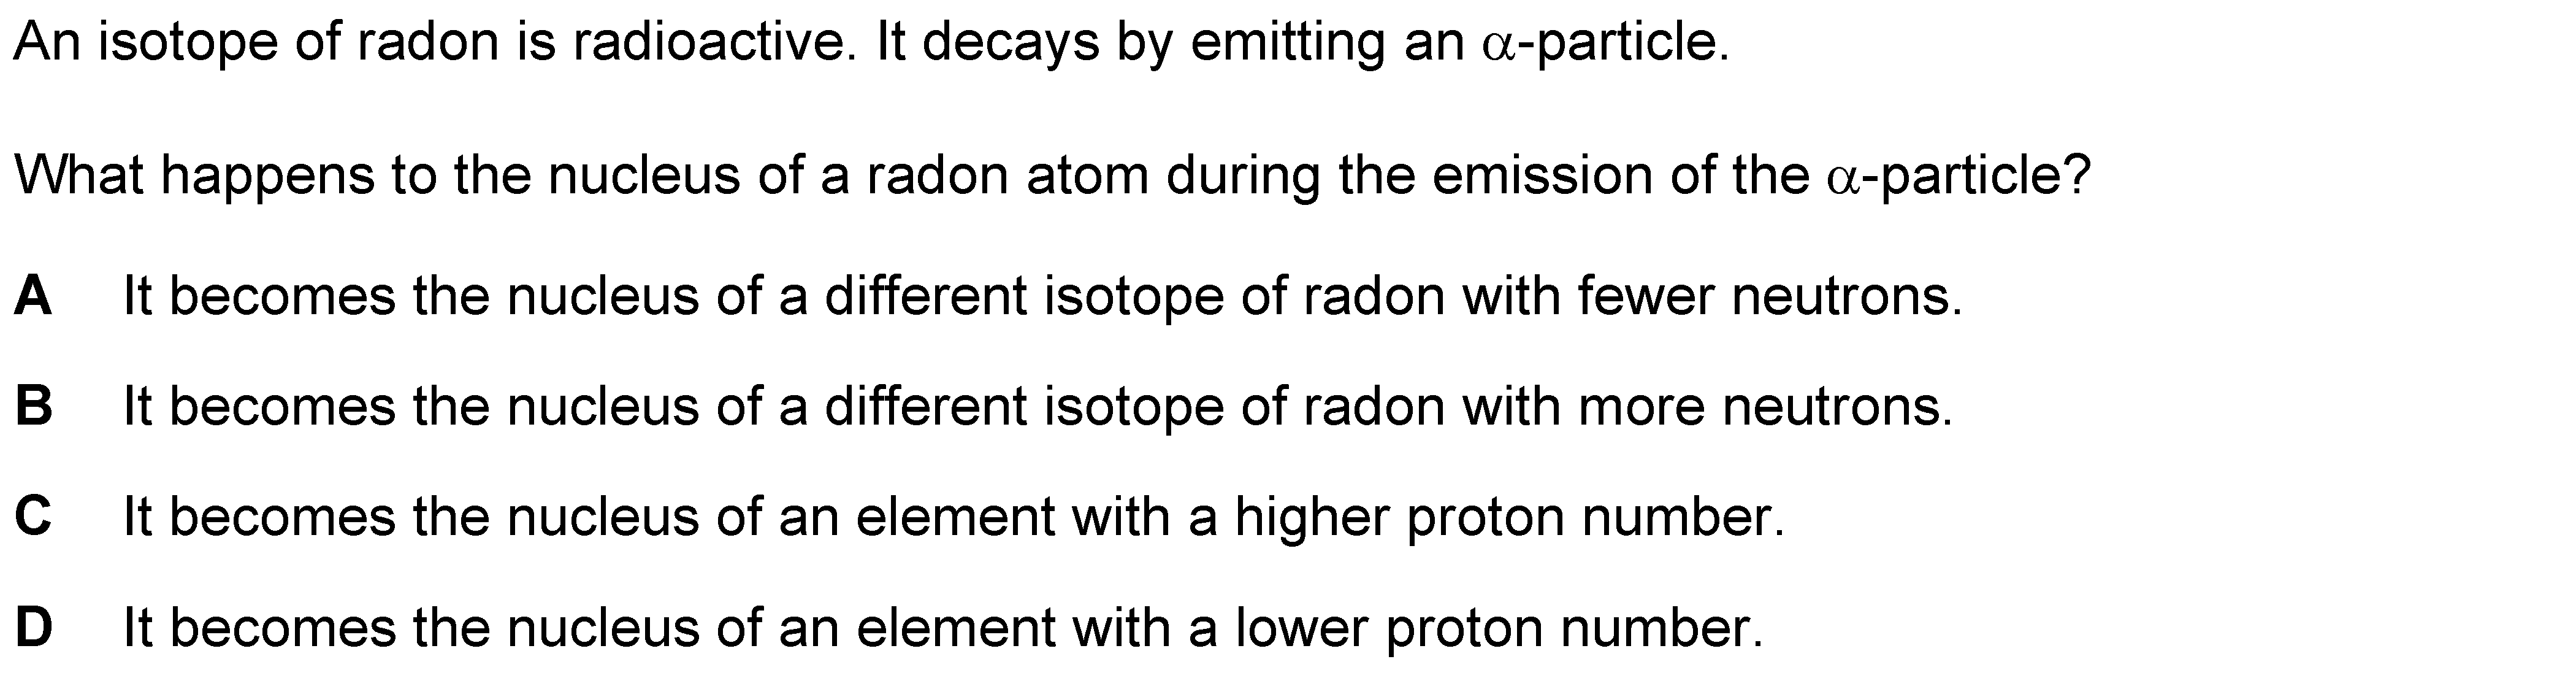 An isotope of radon is radioactive. It decays by emitting an α-particle.
What happens to the nucleus of a radon atom during the emission of the α-particle?
A It becomes the nucleus of a different isotope of radon with fewer neutrons.
B It becomes the nucleus of a different isotope of radon with more neutrons.
C It becomes the nucleus of an element with a higher proton number.
D It becomes the nucleus of an element with a lower proton number.